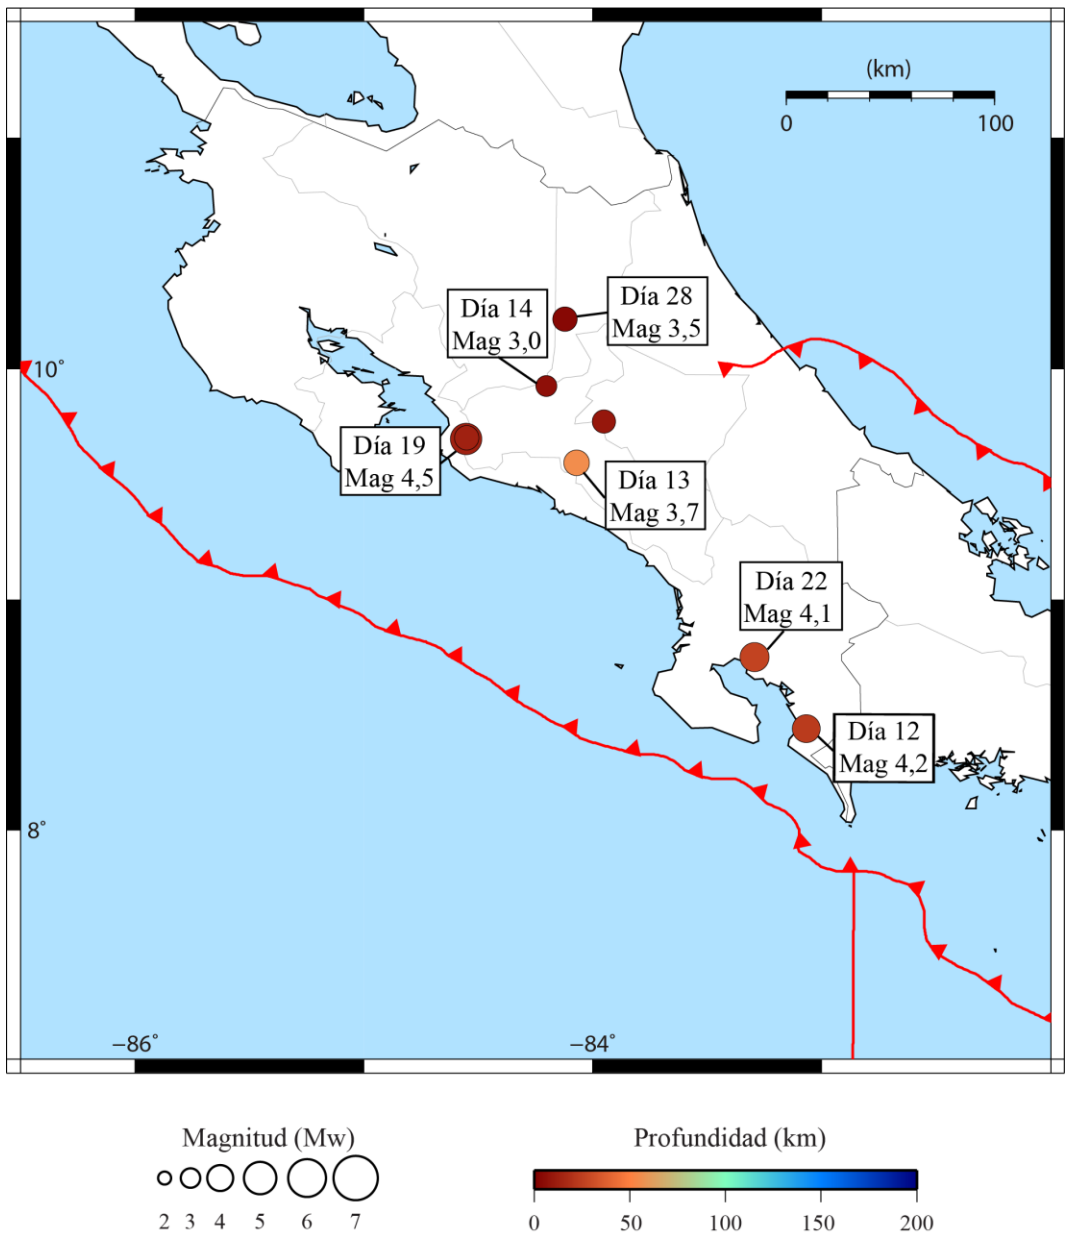 (km)
0 100
Día 28
Mag 3,5
Día 14
Mag 3,0
10°
Día 19
Mag 4,5
Día 13
Mag 3,7
Día 22
Mag 4,1
Día 12
Mag 4,2
8°
−86° −84°
Magnitud (Mw)
2 3 4 5 6 7
Profundidad (km)
0 50 100 150 200